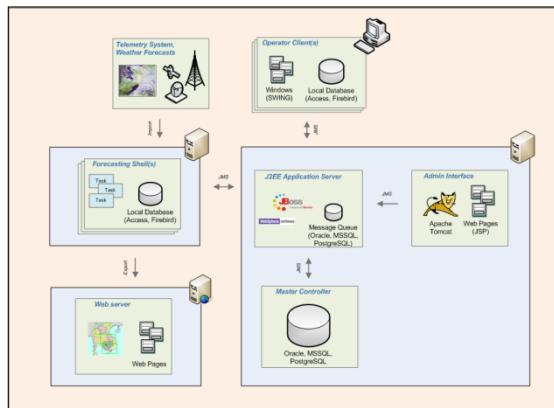 Telemetry System,
Weather Forecasts
Import
Operator Client(s)
Windows
(SWING)
Local Database
(Access, Firebird)
JMS
Forecasting Shell(s)
Task
Task
Task
Local Database
(Access, Firebird)
JMS
J2EE Application Server
JBoss
WebSphere software
Message Queue
(Oracle, MSSQL,
PostgreSQL)
JMS
Admin Interface
Apache
Tomcat
Web Pages
(JSP)
Export
JMS
Web server
Web Pages
Master Controller
Oracle, MSSQL,
PostgreSQL